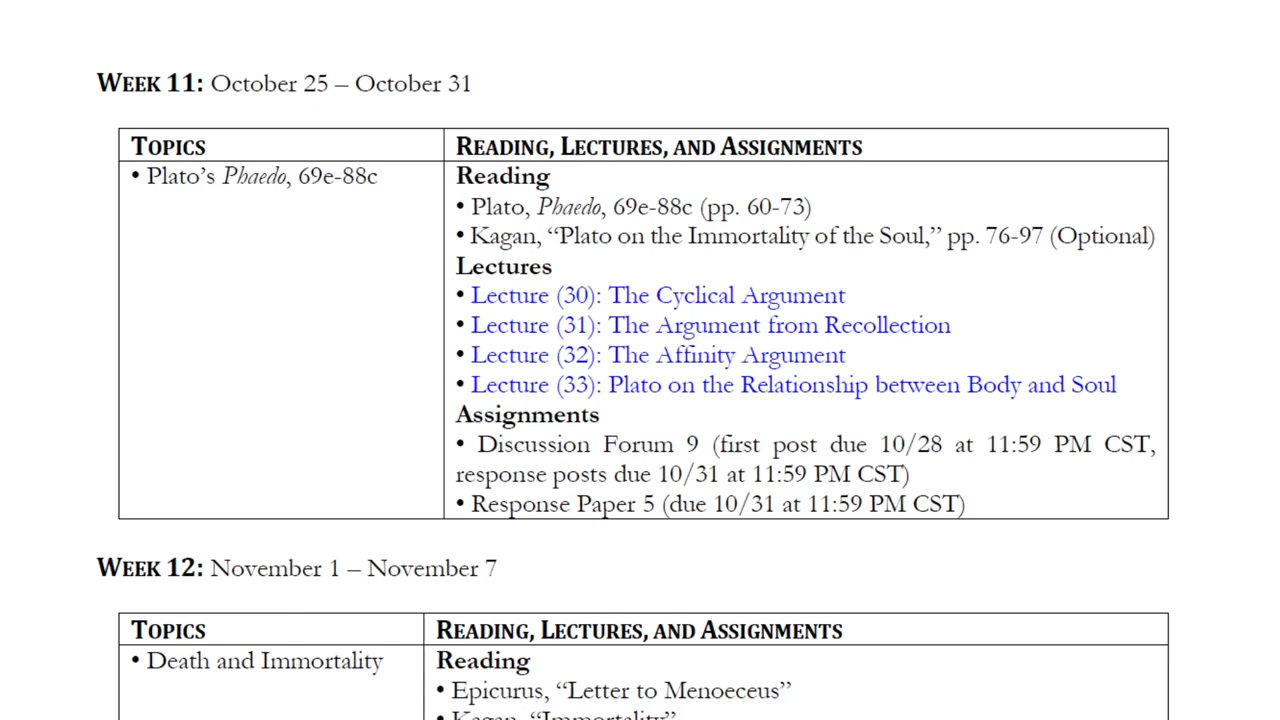 WEEK 11: October 25 – October 31
TOPICS
READING, LECTURES, AND ASSIGNMENTS
• Plato’s Phaedo, 69e-88c
Reading
• Plato, Phaedo, 69e-88c (pp. 60-73)
• Kagan, “Plato on the Immortality of the Soul,” pp. 76-97 (Optional)
Lectures
• Lecture (30): The Cyclical Argument
• Lecture (31): The Argument from Recollection
• Lecture (32): The Affinity Argument
• Lecture (33): Plato on the Relationship between Body and Soul
Assignments
• Discussion Forum 9 (first post due 10/28 at 11:59 PM CST,
response posts due 10/31 at 11:59 PM CST)
• Response Paper 5 (due 10/31 at 11:59 PM CST)
WEEK 12: November 1 – November 7
TOPICS
READING, LECTURES, AND ASSIGNMENTS
• Death and Immortality
Reading
• Epicurus, “Letter to Menoeceus”
• Kagan, “Immortality”